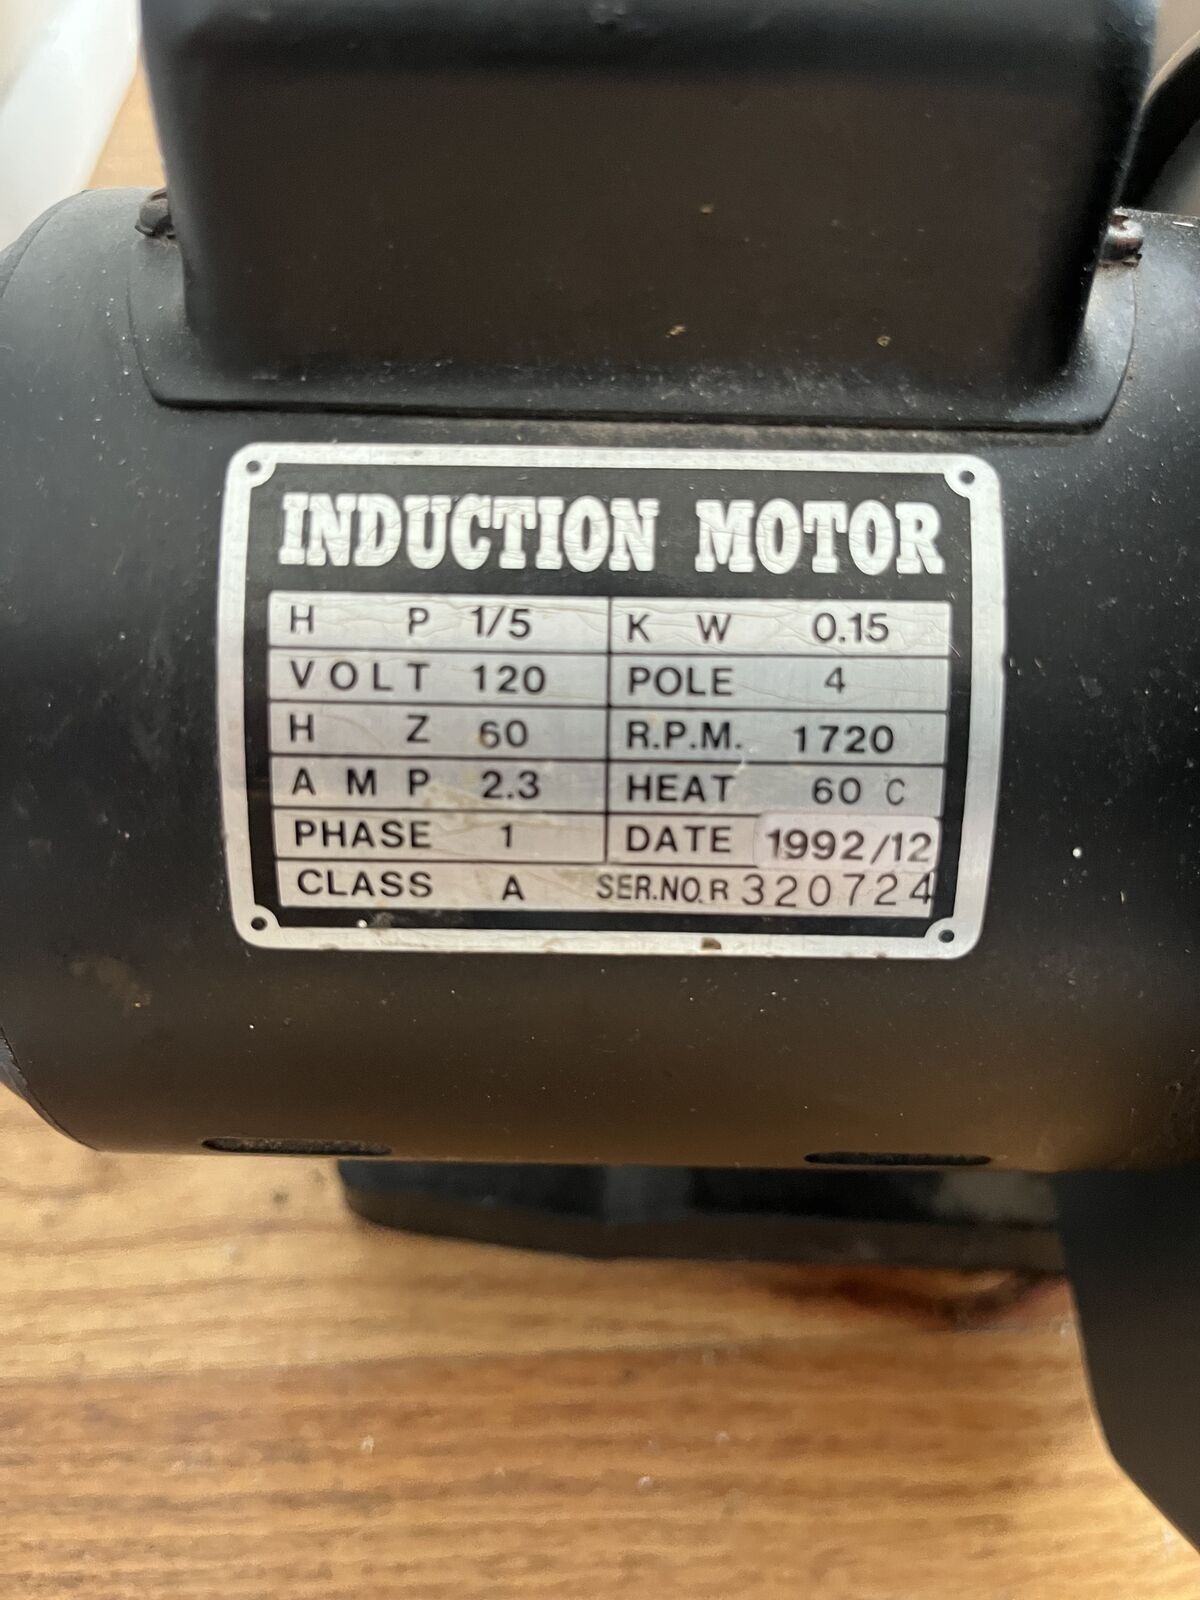 INDUCTION MOTOR
H P 1/5 K W 0.15
VOLT 120 POLE 4
H Z 60 R.P.M. 1720
A M P 2.3 HEAT 60 C
PHASE 1 DATE 1992/12
CLASS A SER.NO.R 320724